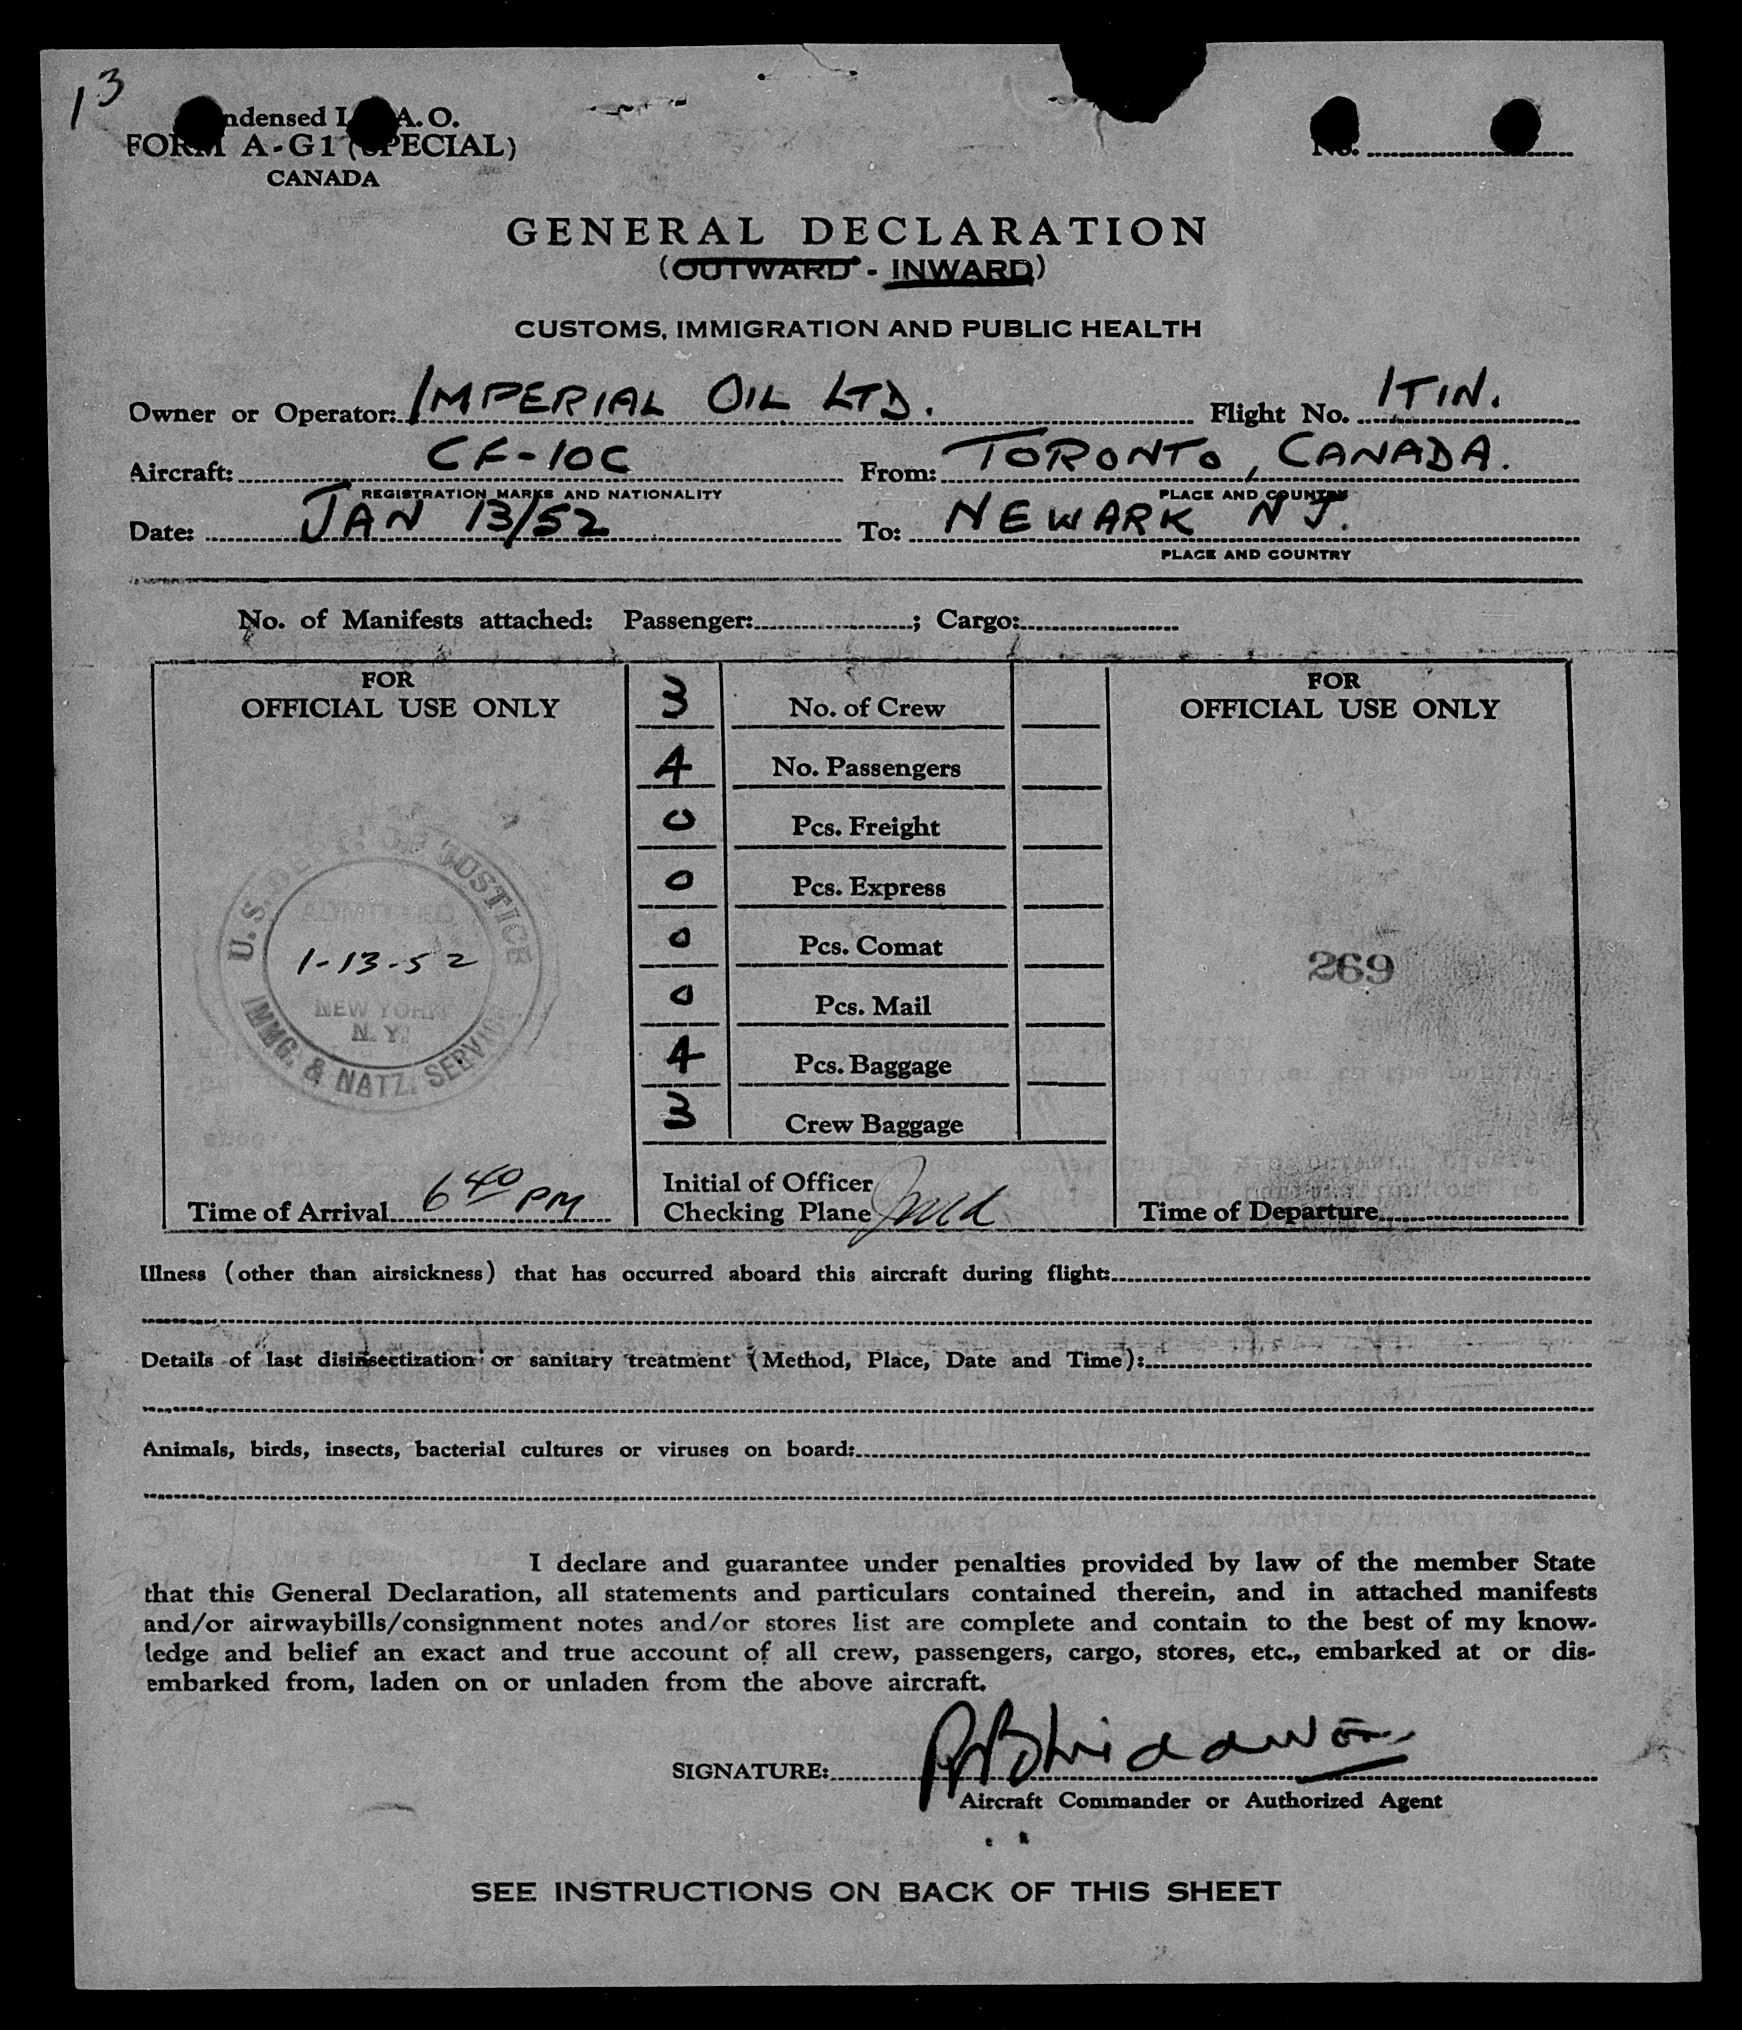 13
ndensed I A. O.
FORM A-G1 (SPECIAL)
CANADA
No.
GENERAL DECLARATION
(OUTWARD - INWARD)
CUSTOMS, IMMIGRATION AND PUBLIC HEALTH
Owner or Operator: IMPERIAL OIL LTD. Flight No. ITIN.
Aircraft: CF-IOC From: TORONTO, CANADA.
REGISTRATION MARKS AND NATIONALITY PLACE AND COUNTRY
Date: JAN 13/52 To: NEWARK NJ.
PLACE AND COUNTRY
No. of Manifests attached: Passenger: ; Cargo:
FOR
OFFICIAL USE ONLY
3 No. of Crew
4 No. Passengers
0 Pcs. Freight
0 Pcs. Express
0 Pcs. Comat
0 Pcs. Mail
4 Pcs. Baggage
3 Crew Baggage
FOR
OFFICIAL USE ONLY
U.S. DEPT. OF JUSTICE
ADMITTED
1-13-52
NEW YORK
N. Y.
IMMG. & NATZ. SERVICE
269
Time of Arrival 6 40 PM
Initial of Officer
Checking Plane
Time of Departure
Illness (other than airsickness) that has occurred aboard this aircraft during flight:
Details of last disinsectization or sanitary treatment (Method, Place, Date and Time):
Animals, birds, insects, bacterial cultures or viruses on board:
I declare and guarantee under penalties provided by law of the member State
that this General Declaration, all statements and particulars contained therein, and in attached manifests
and/or airwaybills/consignment notes and/or stores list are complete and contain to the best of my know-
ledge and belief an exact and true account of all crew, passengers, cargo, stores, etc., embarked at or dis-
embarked from, laden on or unladen from the above aircraft.
SIGNATURE:
Aircraft Commander or Authorized Agent
SEE INSTRUCTIONS ON BACK OF THIS SHEET